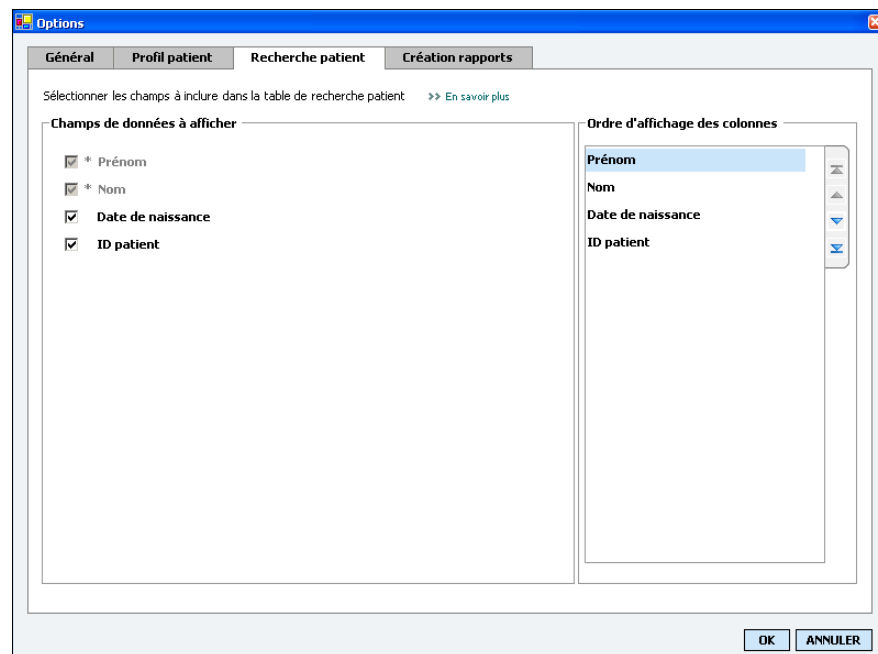 Options
Général Profil patient Recherche patient Création rapports
Sélectionner les champs à inclure dans la table de recherche patient >> En savoir plus
Champs de données à afficher
* Prénom
* Nom
Date de naissance
ID patient
Ordre d'affichage des colonnes
Prénom
Nom
Date de naissance
ID patient
OK ANNULER